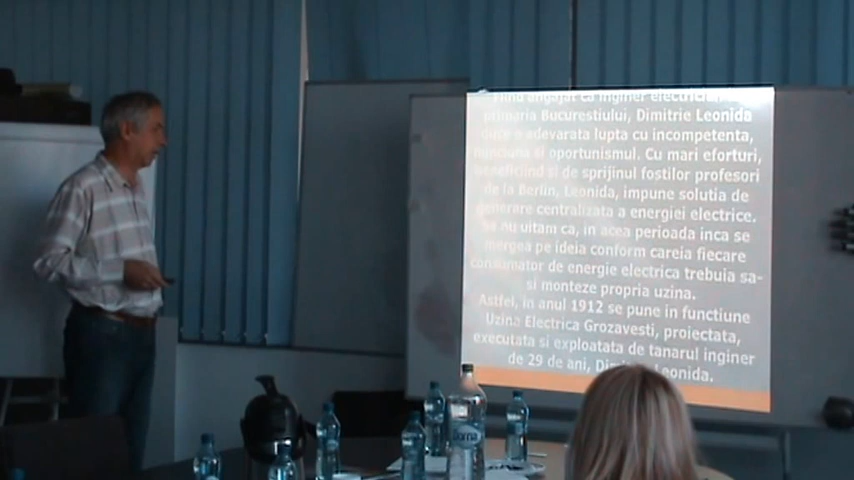 Fiind engajat ca inginer electrician
primaria Bucurestiului, Dimitrie Leonida
duce o adevarata lupta cu incompetenta,
si oportunismul. Cu mari eforturi,
beneficiind si de sprijinul fostilor profesori
de la Berlin, Leonida, impune solutia de
generare centralizata a energiei electrice.
Sa nu uitam ca, in acea perioada inca se
mergea pe ideia conform careia fiecare
consumator de energie electrica trebuia sa-
si monteze propria uzina.
Astfel, in anul 1912 se pune in functiune
Uzina Electrica Grozavesti, proiectata,
executata si exploatata de tanarul inginer
de 29 de ani, Dimitrie Leonida.
Dorna